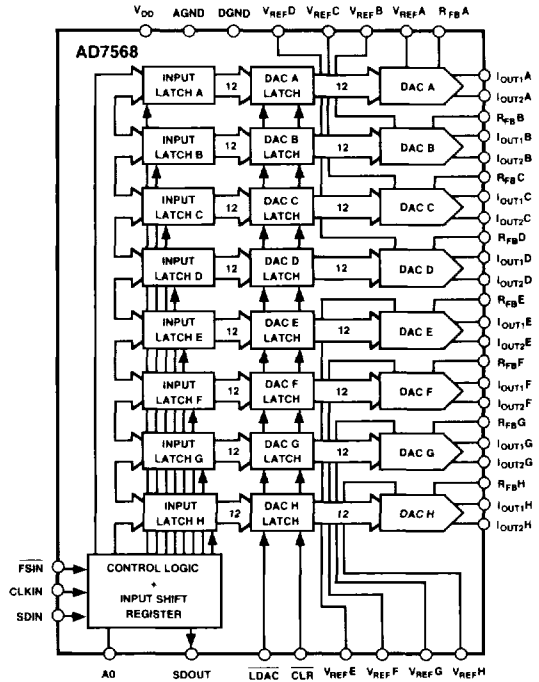 VDD AGND DGND VREFD VREFC VREFB VREFA RFBA
AD7568
INPUT LATCH A 12 DAC A LATCH 12 DAC A
IOUT1A
IOUT2A
RFBB
INPUT LATCH B 12 DAC B LATCH 12 DAC B
IOUT1B
IOUT2B
RFBC
INPUT LATCH C 12 DAC C LATCH 12 DAC C
IOUT1C
IOUT2C
RFBD
INPUT LATCH D 12 DAC D LATCH 12 DAC D
IOUT1D
IOUT2D
RFBE
INPUT LATCH E 12 DAC E LATCH 12 DAC E
IOUT1E
IOUT2E
RFBF
INPUT LATCH F 12 DAC F LATCH 12 DAC F
IOUT1F
IOUT2F
RFBG
INPUT LATCH G 12 DAC G LATCH 12 DAC G
IOUT1G
IOUT2G
RFBH
INPUT LATCH H 12 DAC H LATCH 12 DAC H
IOUT1H
IOUT2H
FSIN
CLKIN
SDIN
CONTROL LOGIC
+
INPUT SHIFT
REGISTER
A0 SDOUT LDAC CLR VREFE VREFF VREFG VREFH